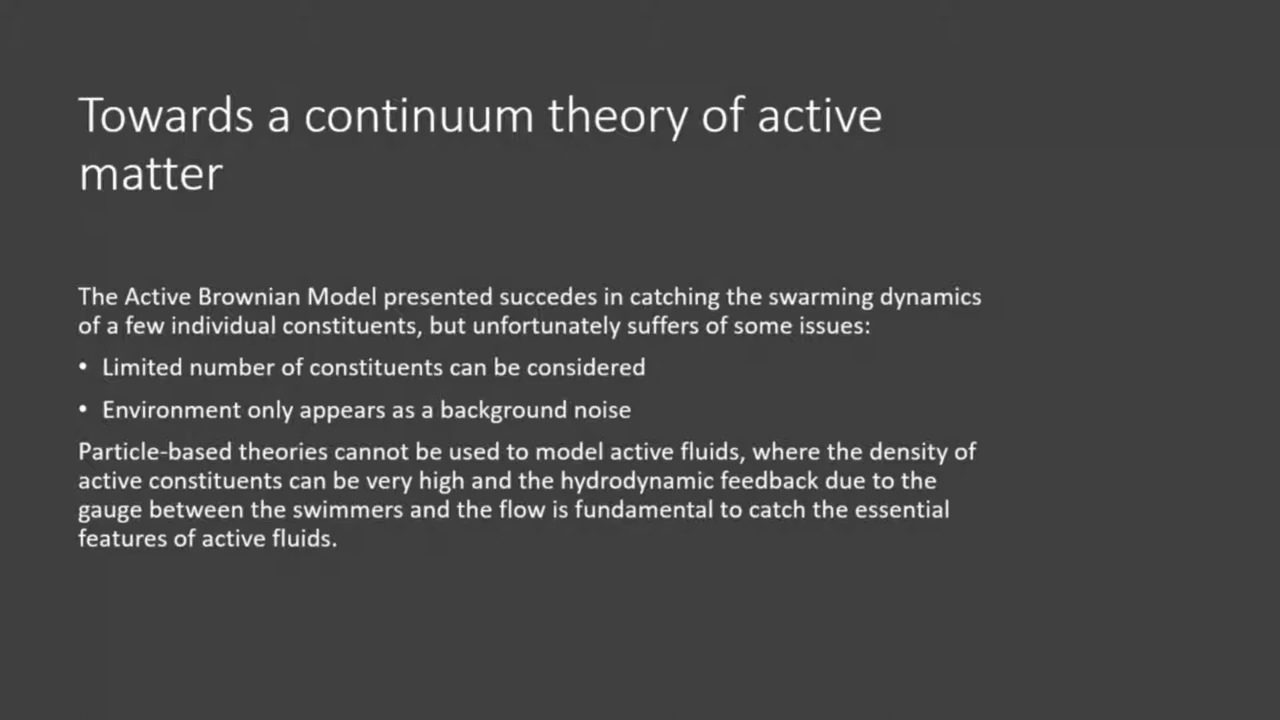 Towards a continuum theory of active
matter
The Active Brownian Model presented succedes in catching the swarming dynamics
of a few individual constituents, but unfortunately suffers of some issues:
• Limited number of constituents can be considered
• Environment only appears as a background noise
Particle-based theories cannot be used to model active fluids, where the density of
active constituents can be very high and the hydrodynamic feedback due to the
gauge between the swimmers and the flow is fundamental to catch the essential
features of active fluids.